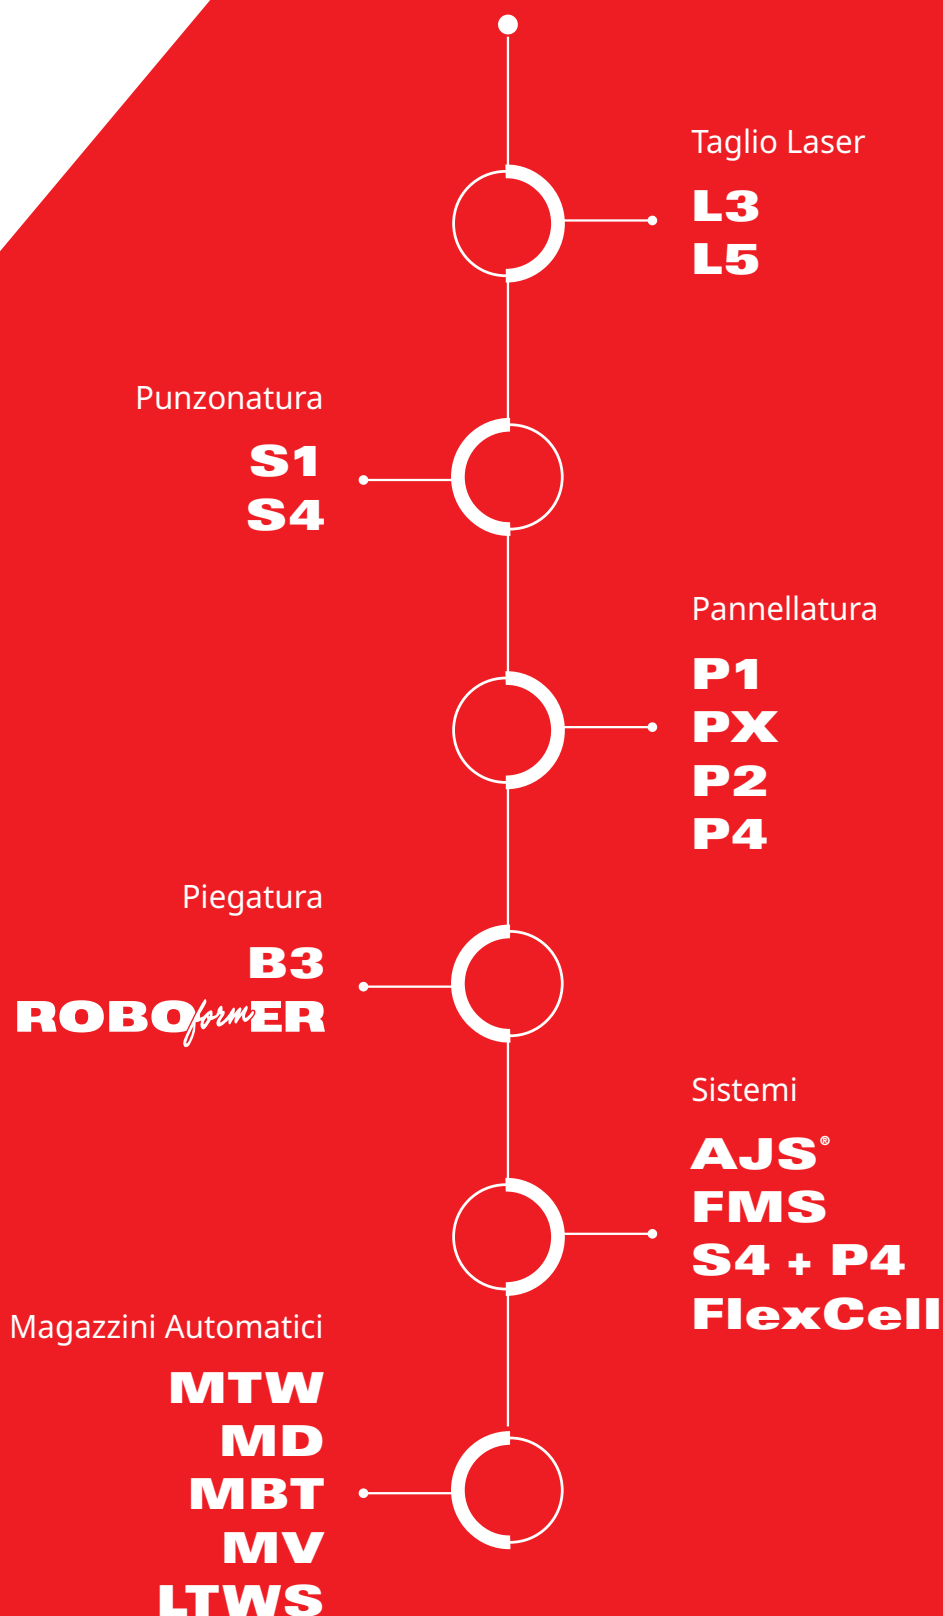 Taglio Laser
L3
L5
Punzonatura
S1
S4
Pannellatura
P1
PX
P2
P4
Piegatura
B3
ROBOformER
Sistemi
AJS®
FMS
S4 + P4
FlexCell
Magazzini Automatici
MTW
MD
MBT
MV
LTWS